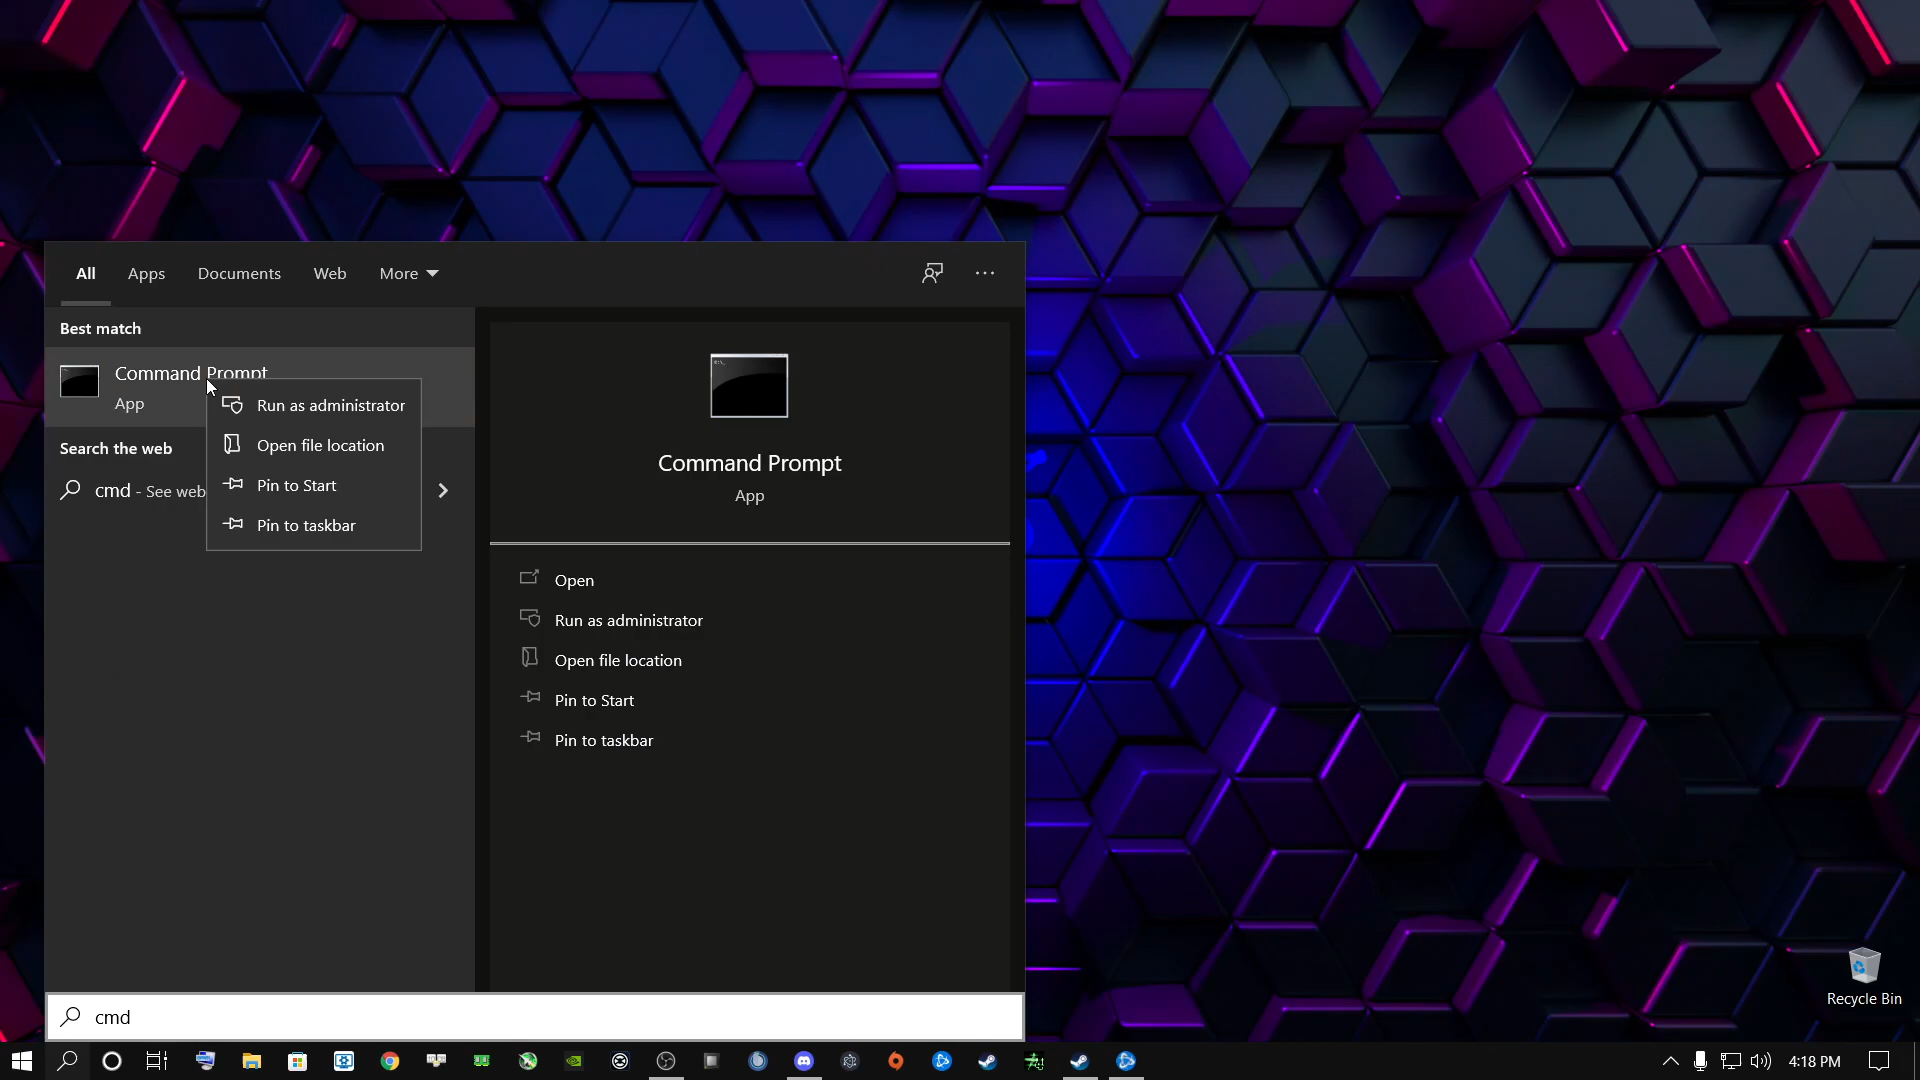 All Apps Documents Web More
Best match
Command Prompt
App
Run as administrator
Open file location
Pin to Start
Pin to taskbar
Search the web
cmd - See web
Command Prompt
App
Open
Run as administrator
Open file location
Pin to Start
Pin to taskbar
cmd
Recycle Bin
4:18 PM